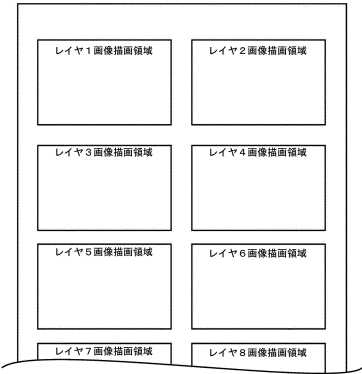 レイヤ1画像描画領域
レイヤ2画像描画領域
レイヤ3画像描画領域
レイヤ4画像描画領域
レイヤ5画像描画領域
レイヤ6画像描画領域
レイヤ7画像描画領域
レイヤ8画像描画領域